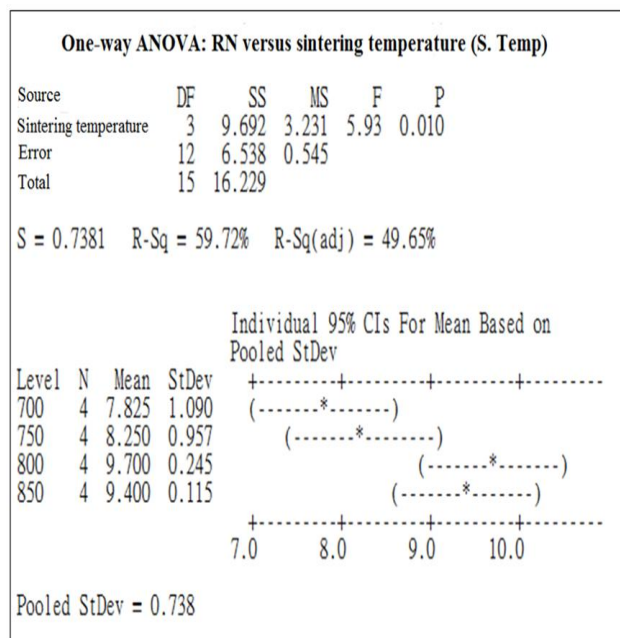 One-way ANOVA: RN versus sintering temperature (S. Temp)
Source DF SS MS F P
Sintering temperature 3 9.692 3.231 5.93 0.010
Error 12 6.538 0.545
Total 15 16.229
S = 0.7381 R-Sq = 59.72% R-Sq(adj) = 49.65%
Individual 95% CIs For Mean Based on
Pooled StDev
Level N Mean StDev +---------+---------+---------+---------
700 4 7.825 1.090 (-------*-------)
750 4 8.250 0.957 (-------*-------)
800 4 9.700 0.245 (-------*-------)
850 4 9.400 0.115 (-------*-------)
+---------+---------+---------+---------
7.0 8.0 9.0 10.0
Pooled StDev = 0.738